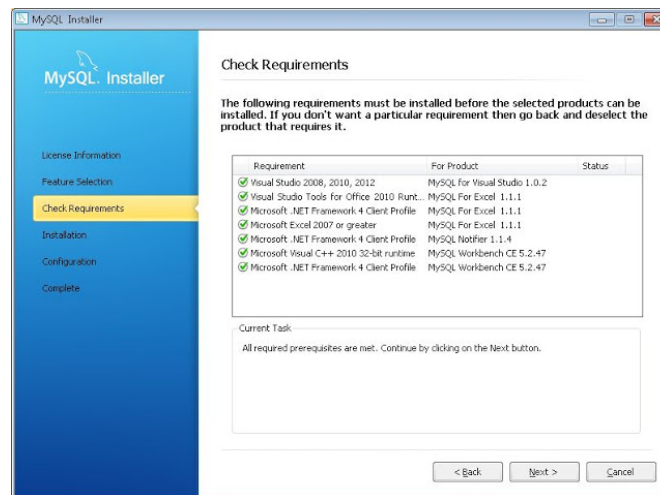 MySQL Installer
MySQL. Installer
License Information
Feature Selection
Check Requirements
Installation
Configuration
Complete
Check Requirements
The following requirements must be installed before the selected products can be
installed. If you don't want a particular requirement then go back and deselect the
product that requires it.
Requirement For Product Status
Visual Studio 2008, 2010, 2012 MySQL for Visual Studio 1.0.2
Visual Studio Tools for Office 2010 Runt... MySQL For Excel 1.1.1
Microsoft .NET Framework 4 Client Profile MySQL For Excel 1.1.1
Microsoft Excel 2007 or greater MySQL For Excel 1.1.1
Microsoft .NET Framework 4 Client Profile MySQL Notifier 1.1.4
Microsoft Visual C++ 2010 32-bit runtime MySQL Workbench CE 5.2.47
Microsoft .NET Framework 4 Client Profile MySQL Workbench CE 5.2.47
Current Task
All required prerequisites are met. Continue by clicking on the Next button.
< Back Next > Cancel